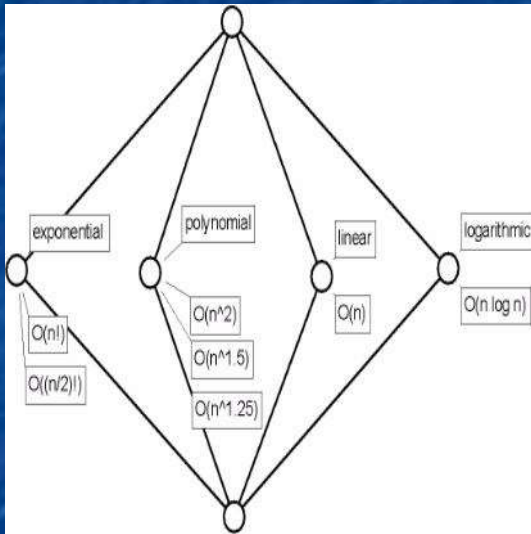 exponential
polynomial
linear
logarithmic
O(n!)
O((n/2)!)
O(n^2)
O(n^1.5)
O(n^1.25)
O(n)
O(n log n)